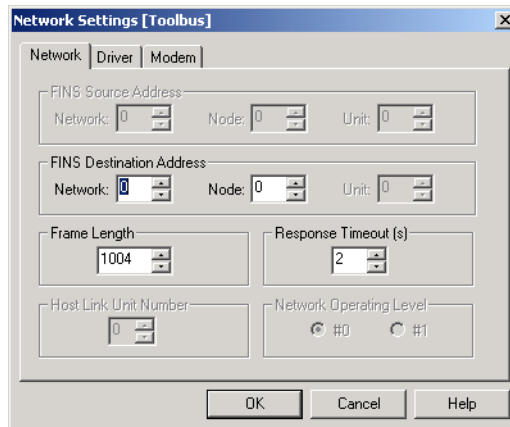 Network Settings [Toolbus]
Network Driver Modem
FINS Source Address
Network: 0 Node: 0 Unit: 0
FINS Destination Address
Network: 0 Node: 0 Unit: 0
Frame Length Response Timeout (s)
1004 2
Host Link Unit Number Network Operating Level
0 #0 #1
OK Cancel Help